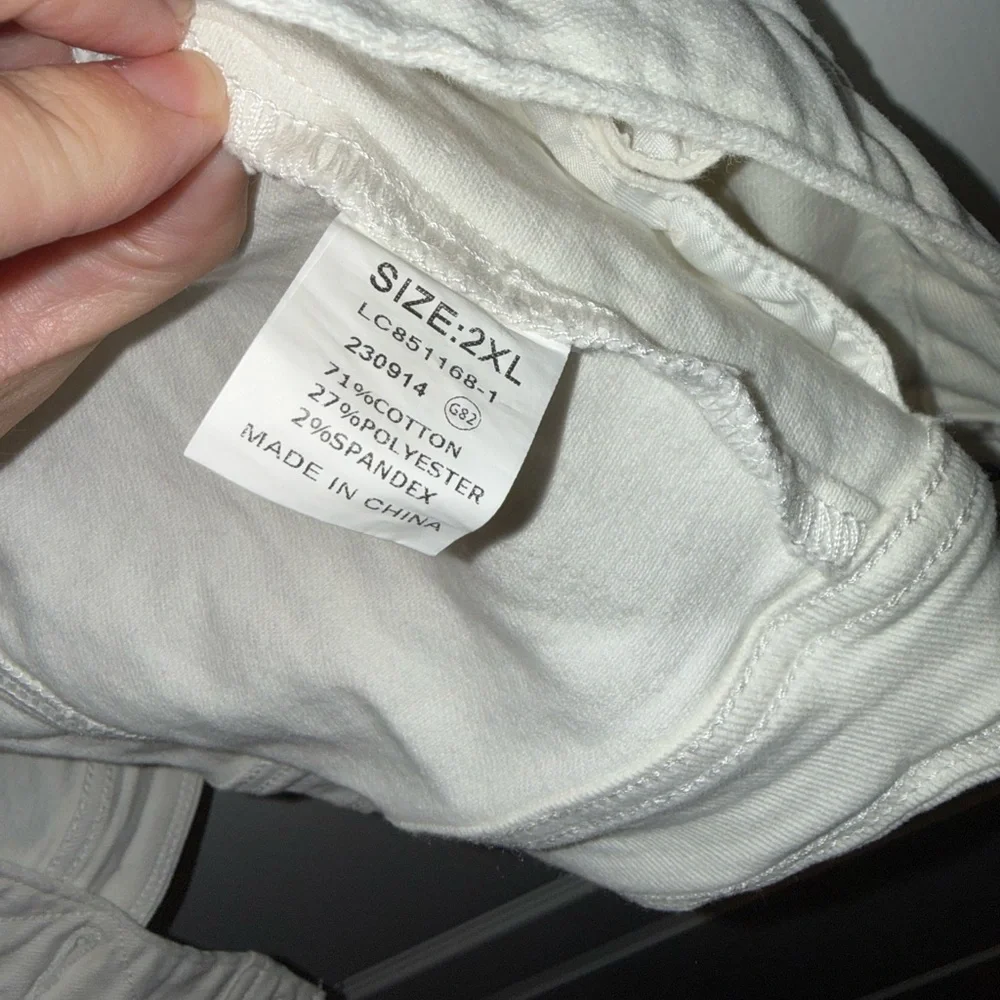 SIZE:2XL
LC851168-1
230914 G82
71%COTTON
27%POLYESTER
2%SPANDEX
MADE IN CHINA